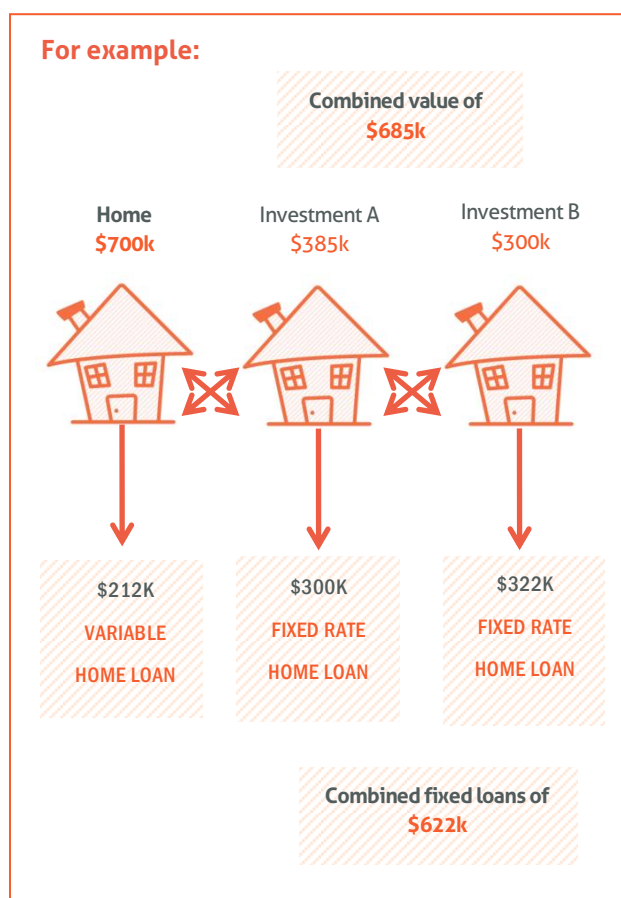 For example:
Combined value of
$685k
Home
$700k
Investment A
$385k
Investment B
$300k
$212K
VARIABLE
HOME LOAN
$300K
FIXED RATE
HOME LOAN
$322K
FIXED RATE
HOME LOAN
Combined fixed loans of
$622k